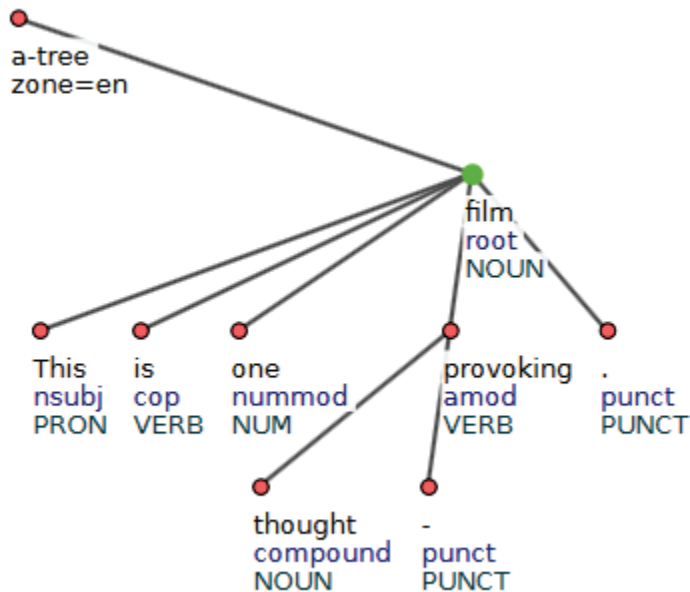 a-tree
zone=en
film
root
NOUN
This
nsubj
PRON
is
cop
VERB
one
nummod
NUM
provoking
amod
VERB
.
punct
PUNCT
thought
compound
NOUN
-
punct
PUNCT